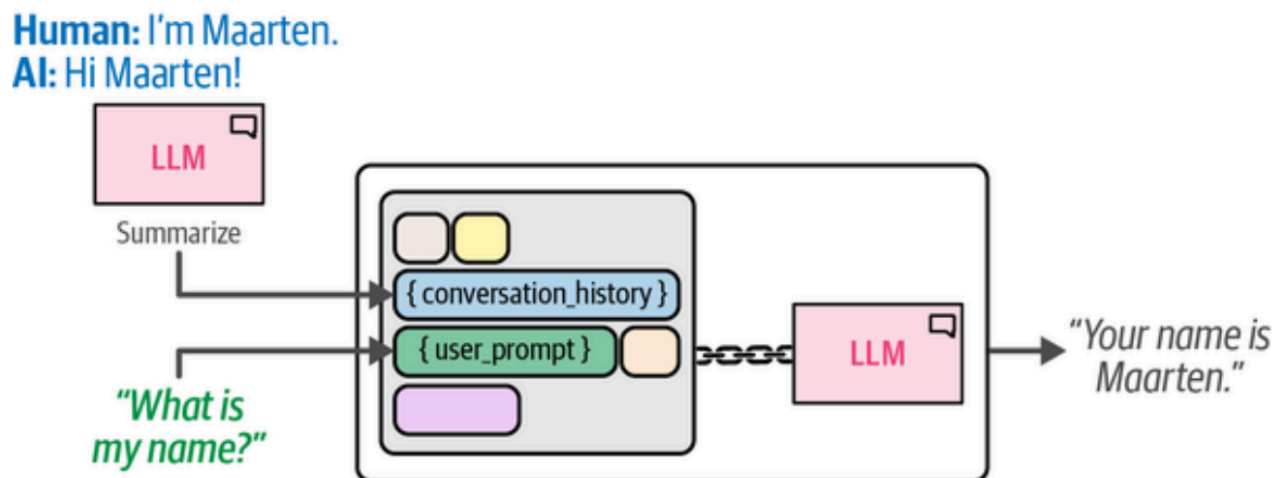 Human: I'm Maarten.
AI: Hi Maarten!
LLM
Summarize
{ conversation_history }
{ user_prompt }
"What is
my name?"
LLM
"Your name is
Maarten."